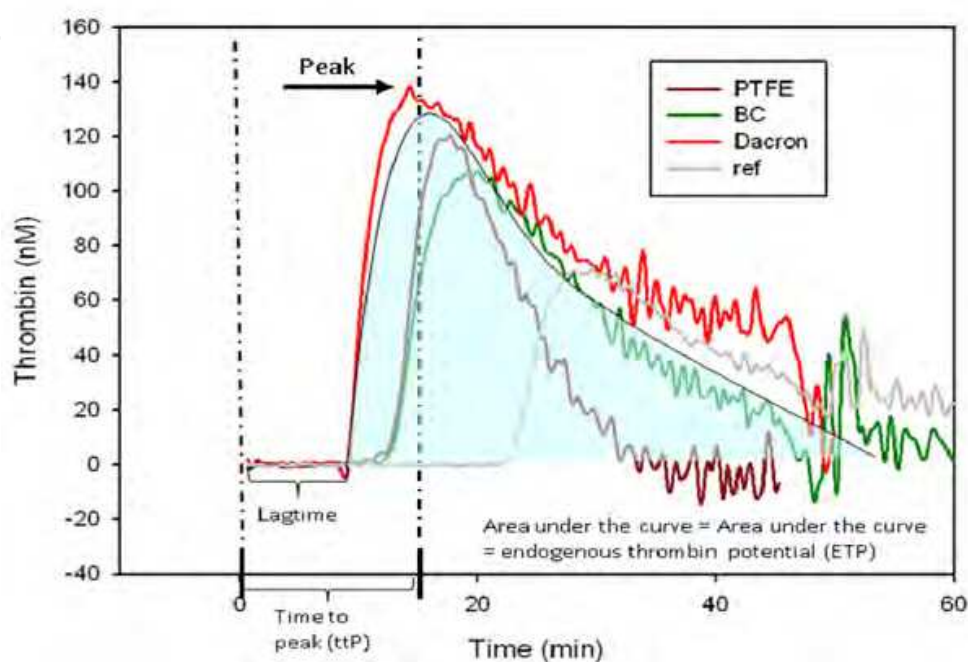 160
140
120
100
80
60
40
20
0
-20
-40
Thrombin (nM)
Peak
PTFE
BC
Dacron
ref
Lagtime
Area under the curve = Area under the curve
= endogenous thrombin potential (ETP)
0
20
40
60
Time to
peak (ttP)
Time (min)